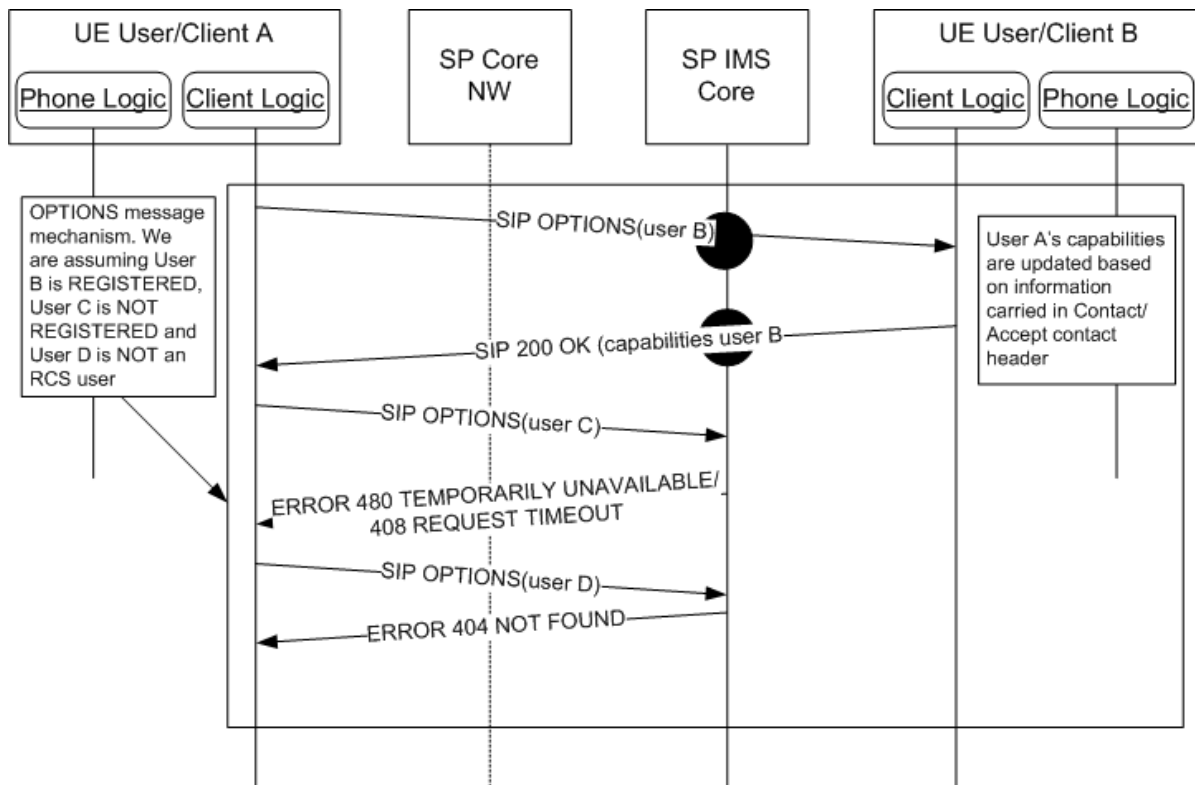 UE User/Client A
Phone Logic
Client Logic
SP Core
NW
SP IMS
Core
UE User/Client B
Client Logic
Phone Logic
OPTIONS message
mechanism. We
are assuming User
B is REGISTERED,
User C is NOT
REGISTERED and
User D is NOT an
RCS user
SIP OPTIONS(user B)
User A's capabilities
are updated based
on information
carried in Contact/
Accept contact
header
SIP 200 OK (capabilities user B
SIP OPTIONS(user C)
ERROR 480 TEMPORARILY UNAVAILABLE/
408 REQUEST TIMEOUT
SIP OPTIONS(user D)
ERROR 404 NOT FOUND